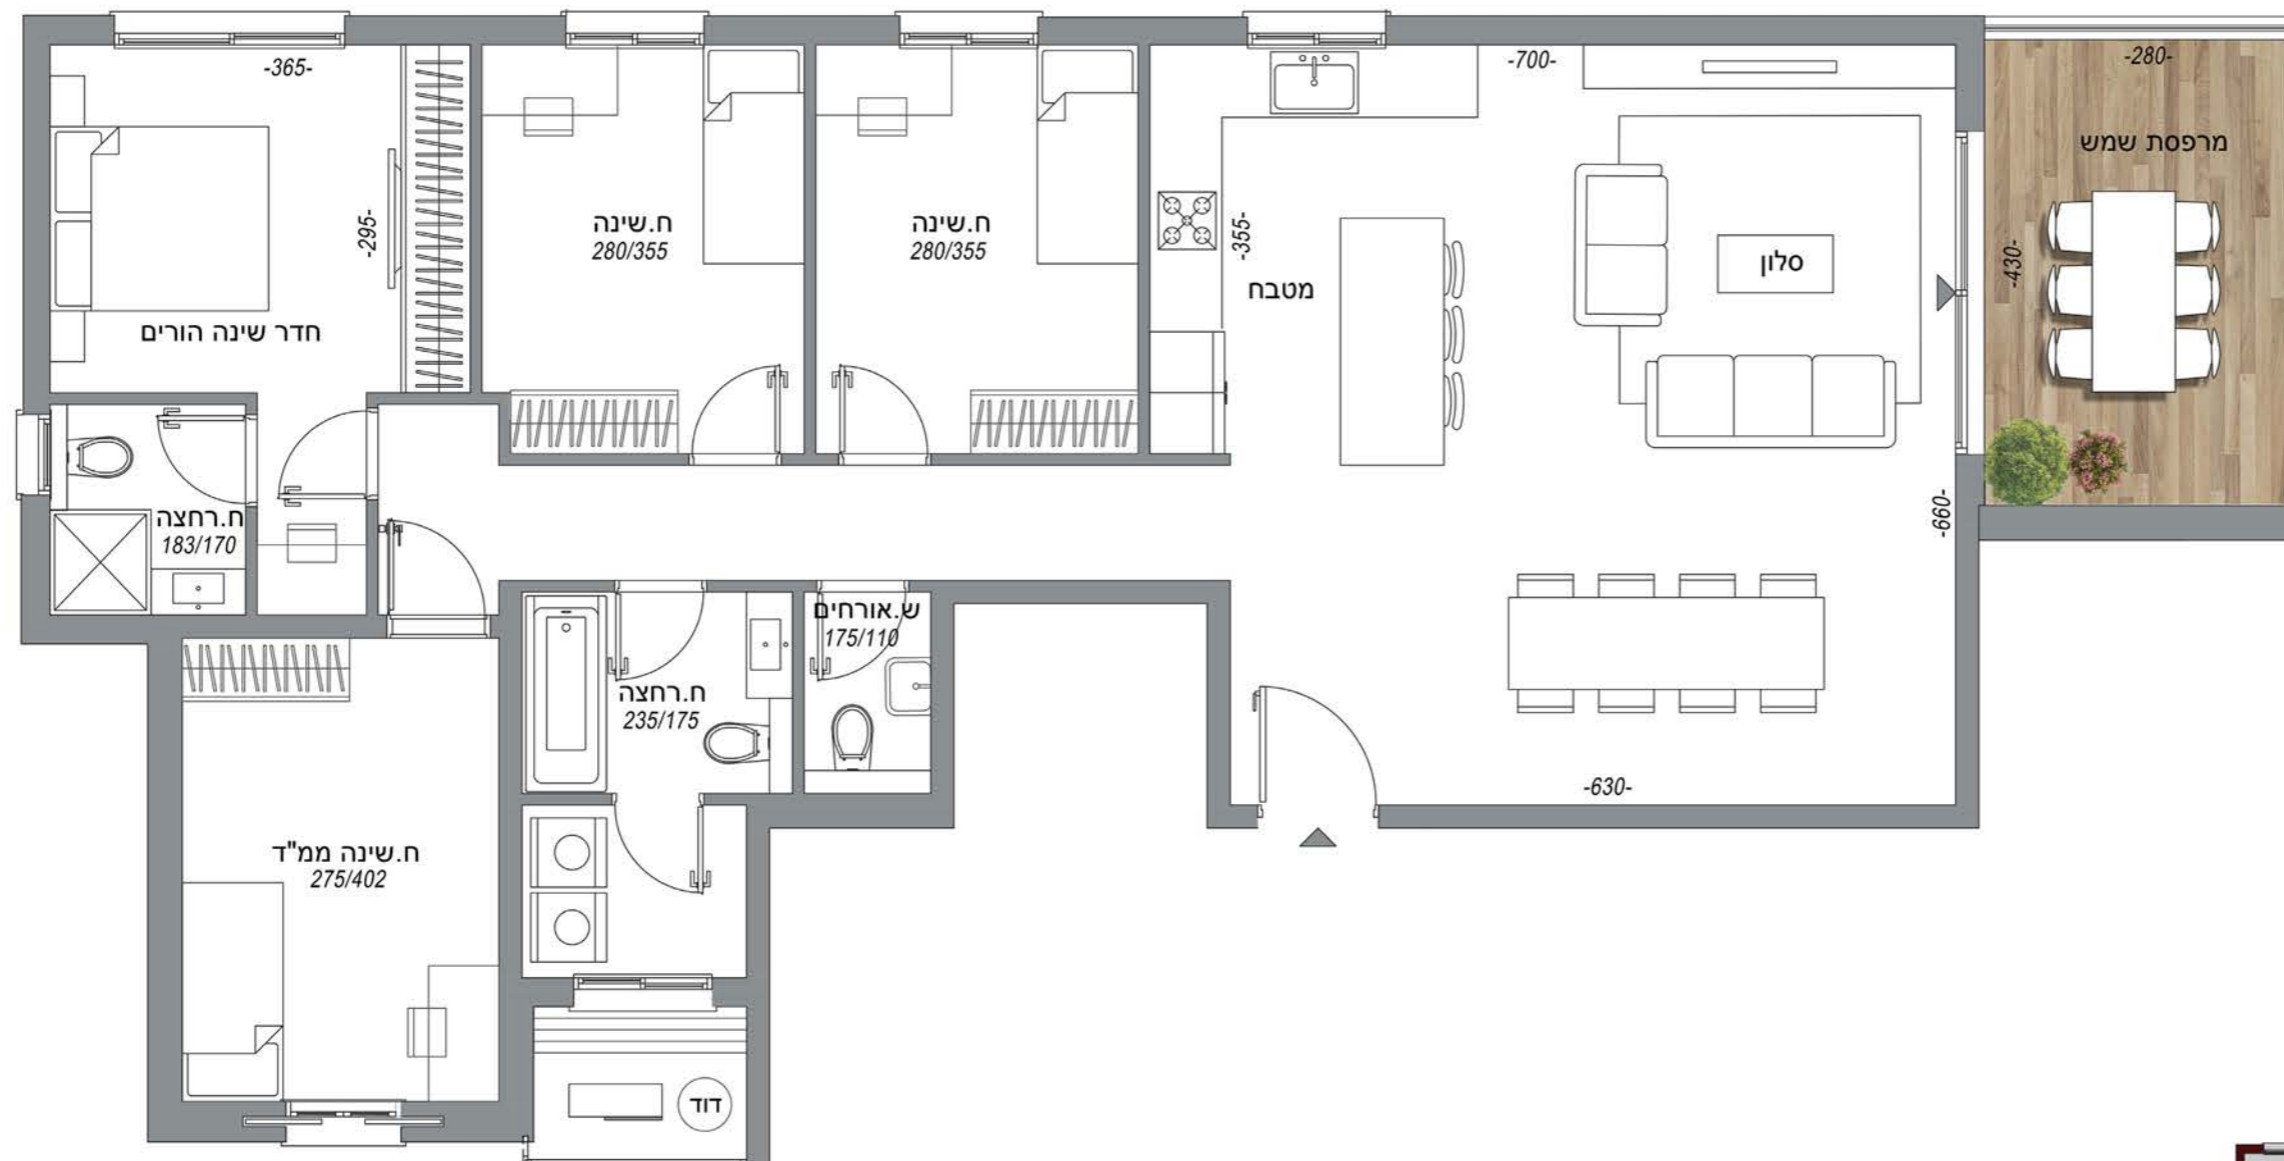 -365-
-700-
-280-
מרפסת שמש
-295-
ח.שינה
280/355
ח.שינה
280/355
-355-
מטבח
סלון
-430-
חדר שינה הורים
ח.רחצה
183/170
-660-
ש.אורחים
175/110
ח.רחצה
235/175
-630-
ח.שינה ממ"ד
275/402
דוד